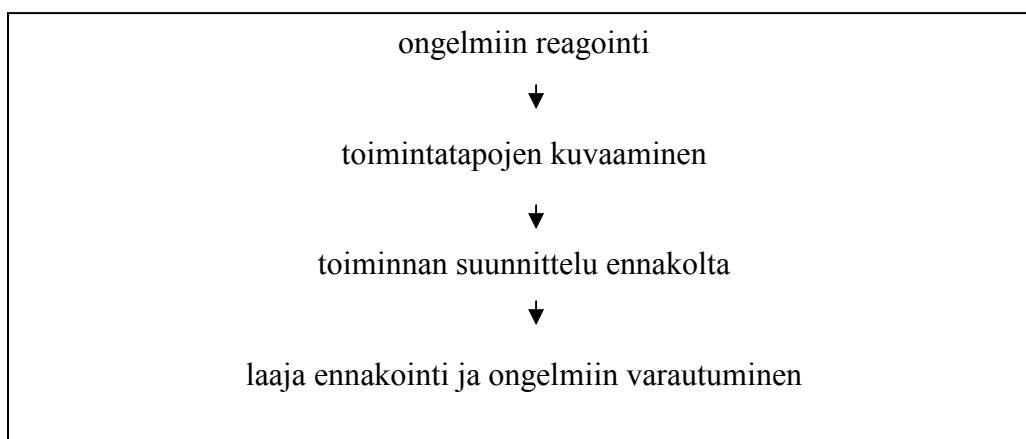 ongelmiin reagointi
toimintatapojen kuvaaminen
toiminnan suunnittelu ennakolta
laaja ennakointi ja ongelmiin varautuminen